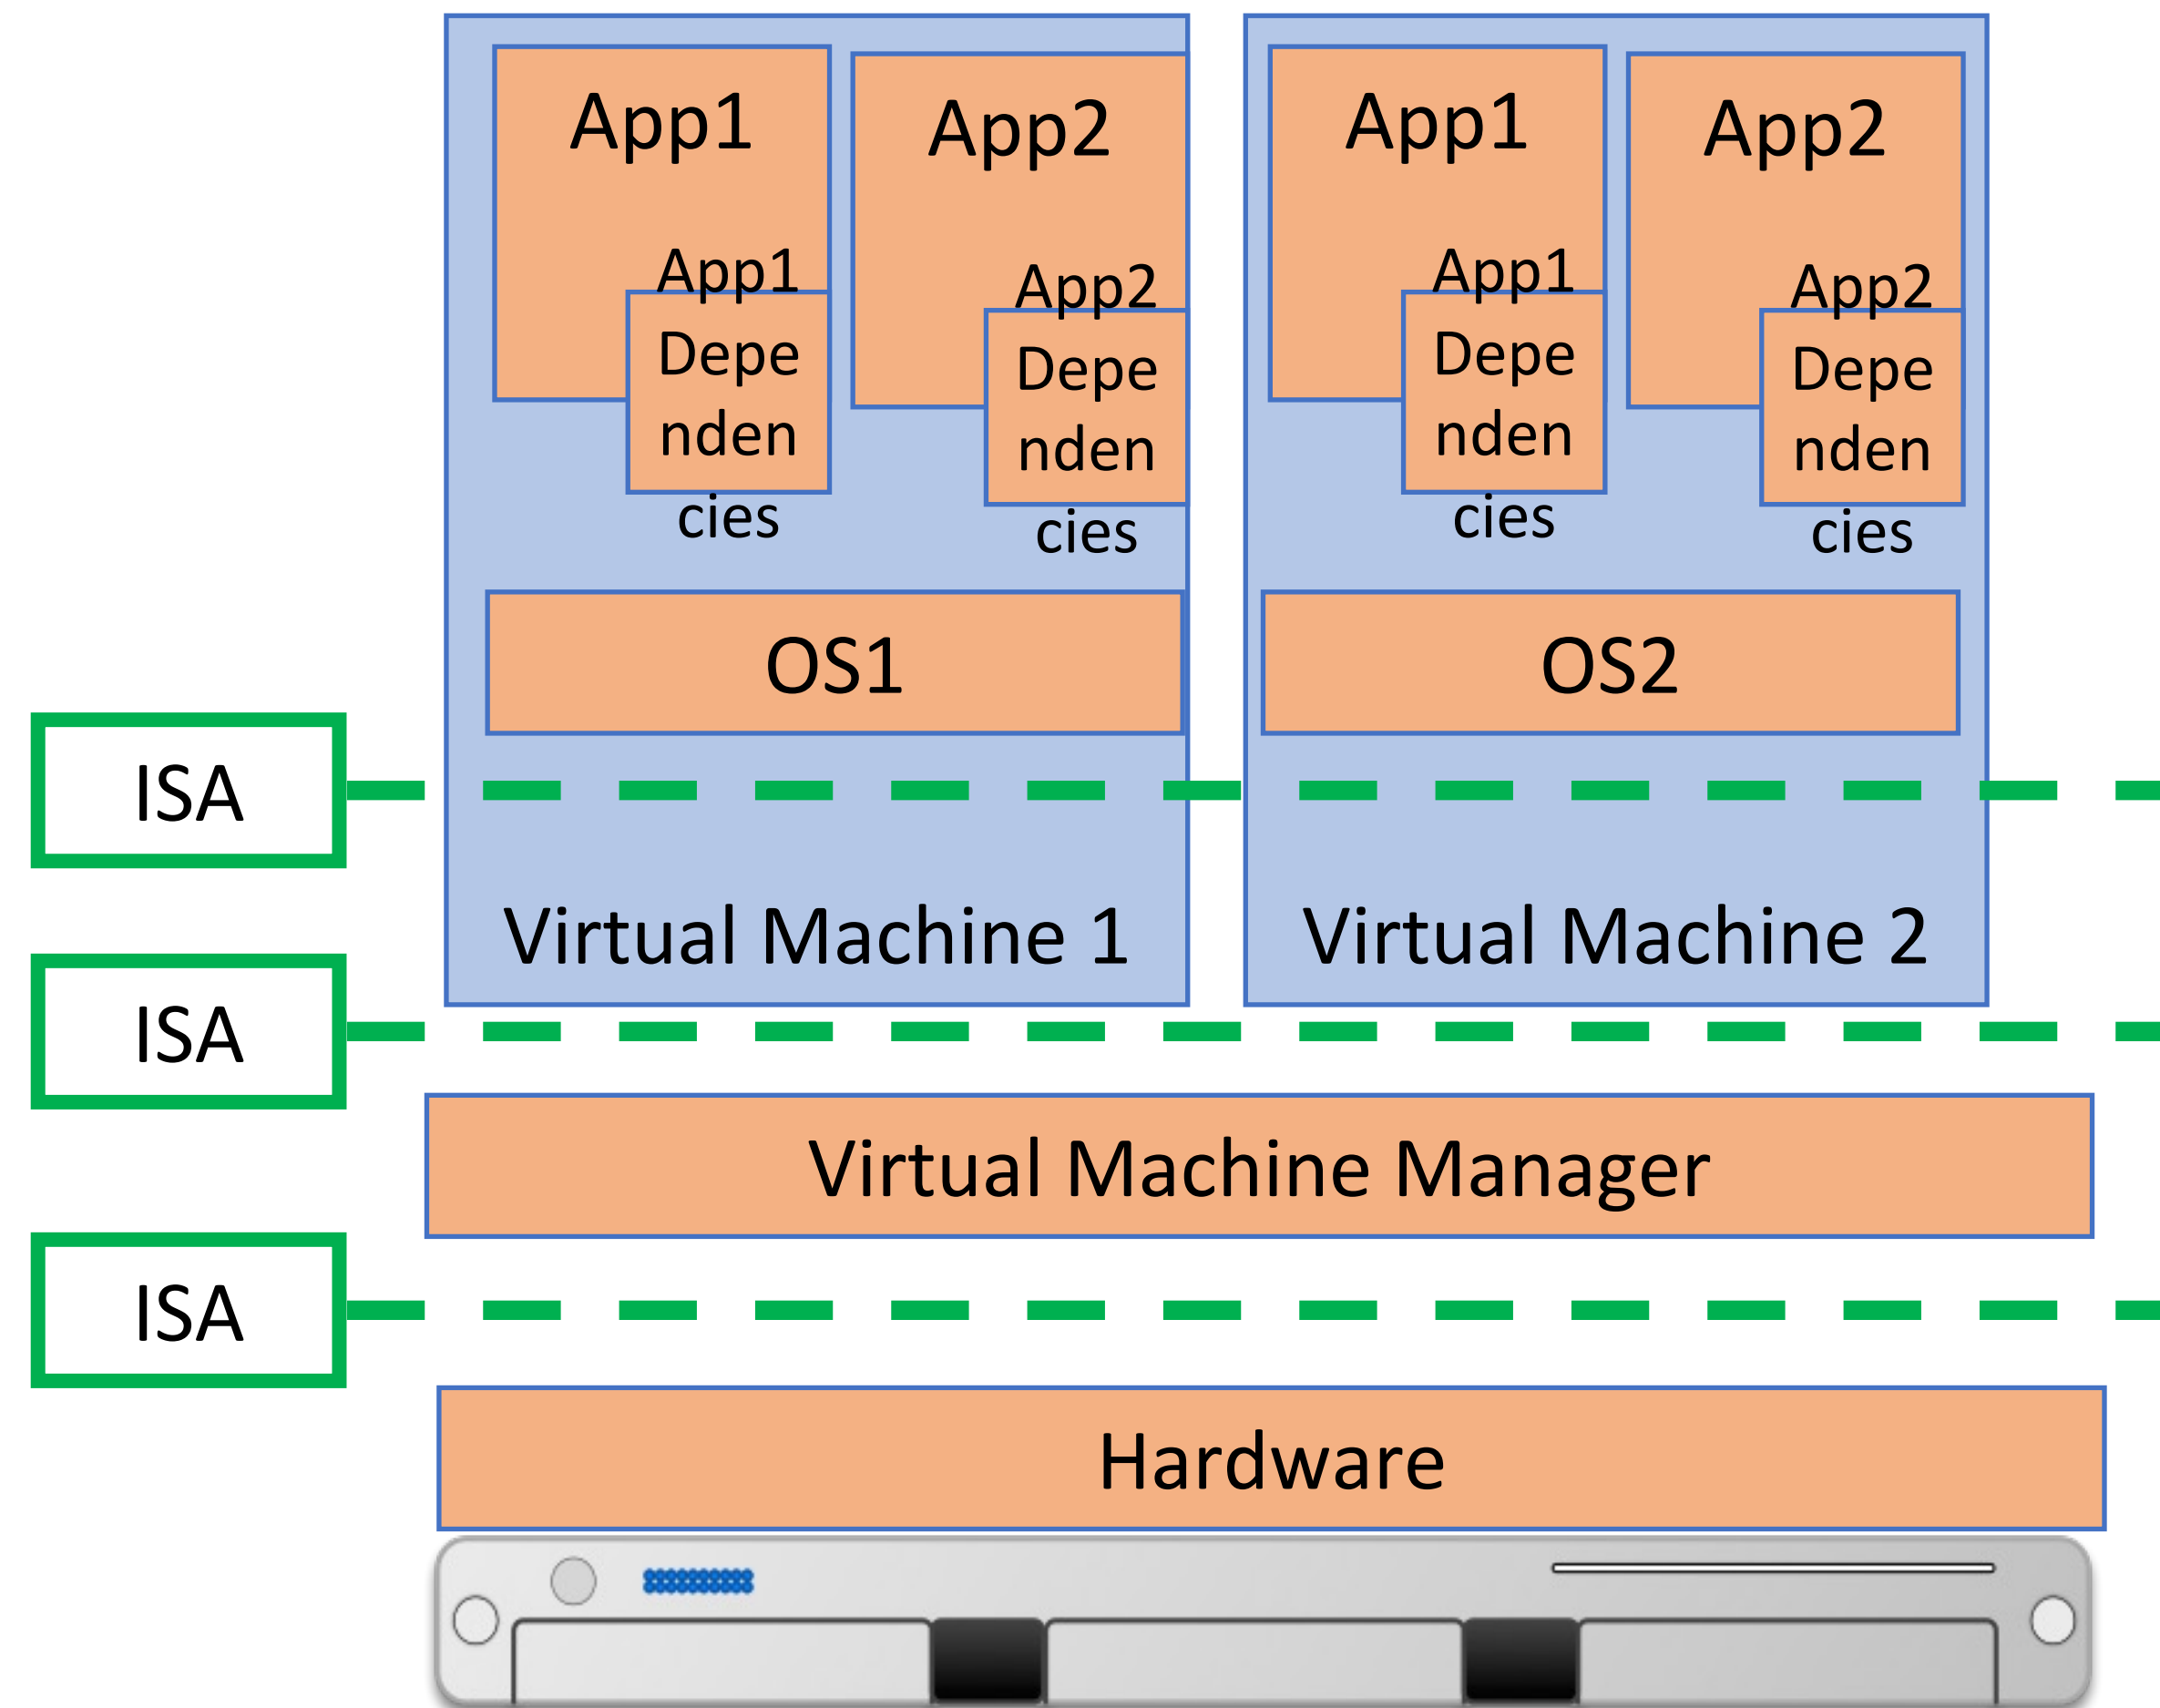 App1
App2
App1
App2
App1
Depe
nden
cies
App2
Depe
nden
cies
App1
Depe
nden
cies
App2
Depe
nden
cies
OS1
OS2
ISA
Virtual Machine 1
Virtual Machine 2
ISA
Virtual Machine Manager
ISA
Hardware